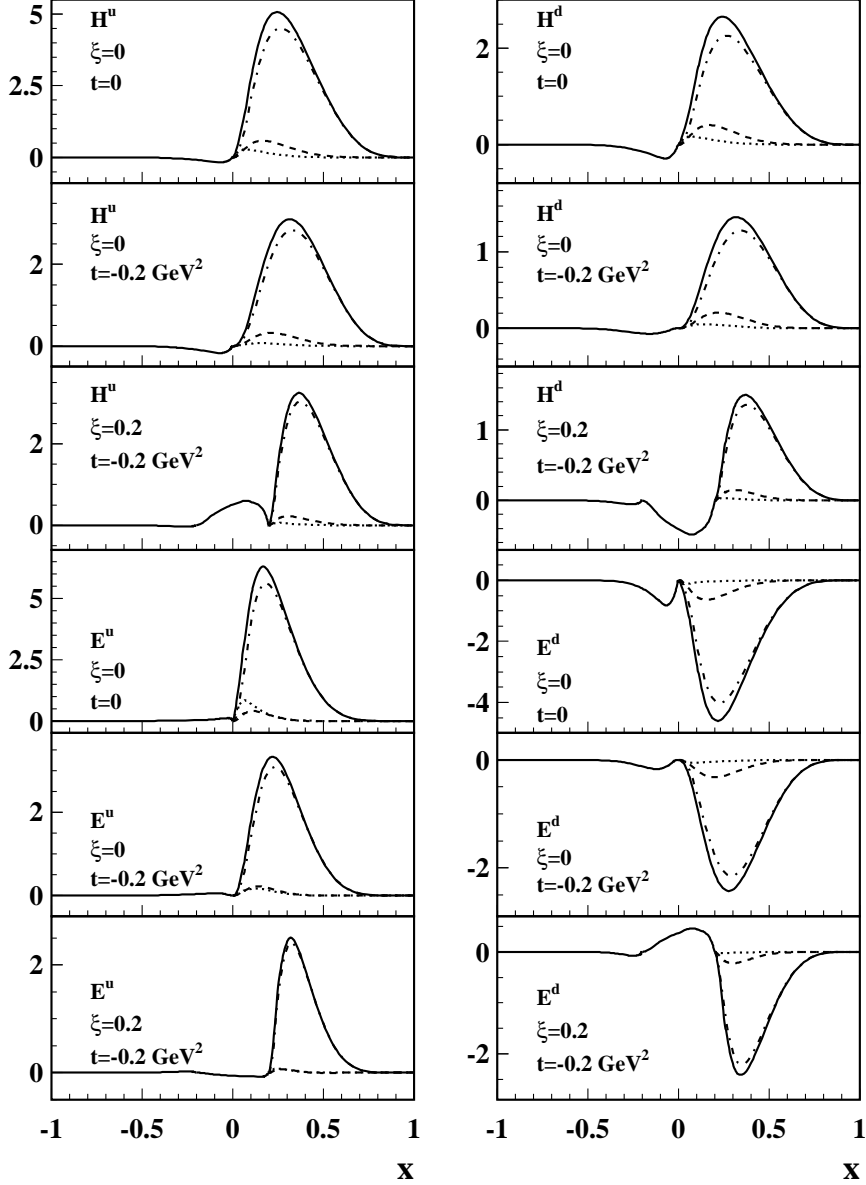 5
2.5
0
H^u
ξ=0
t=0
2
0
H^d
ξ=0
t=0
2
0
H^u
ξ=0
t=-0.2 GeV^2
1
0
H^d
ξ=0
t=-0.2 GeV^2
2
0
H^u
ξ=0.2
t=-0.2 GeV^2
1
0
H^d
ξ=0.2
t=-0.2 GeV^2
5
2.5
0
E^u
ξ=0
t=0
0
-2
-4
E^d
ξ=0
t=0
2
0
E^u
ξ=0
t=-0.2 GeV^2
0
-2
E^d
ξ=0
t=-0.2 GeV^2
2
0
E^u
ξ=0.2
t=-0.2 GeV^2
0
-2
E^d
ξ=0.2
t=-0.2 GeV^2
-1 -0.5 0 0.5 1
x
-1 -0.5 0 0.5 1
x